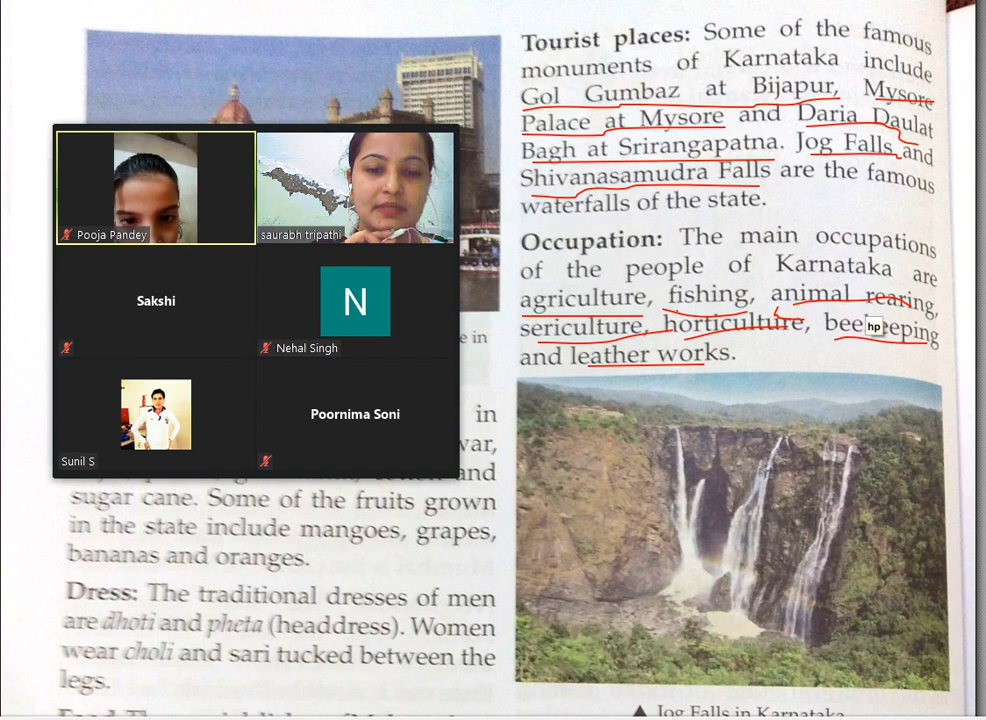 e in
in
war,
and
sugar cane. Some of the fruits grown
in the state include mangoes, grapes,
bananas and oranges.
Dress: The traditional dresses of men
are dhoti and pheta (headdress). Women
wear choli and sari tucked between the
legs.
Pooja Pandey
saurabh tripathi
Sakshi
N
Nehal Singh
Sunil S
Poornima Soni
Tourist places: Some of the famous
monuments of Karnataka include
Gol Gumbaz at Bijapur, Mysore
Palace at Mysore and Daria Daulat
Bagh at Srirangapatna. Jog Falls and
Shivanasamudra Falls are the famous
waterfalls of the state.
Occupation: The main occupations
of the people of Karnataka are
agriculture, fishing, animal rearing,
sericulture, horticulture, beekeeping
hp
and leather works.
▲ Jog Falls in Karnataka